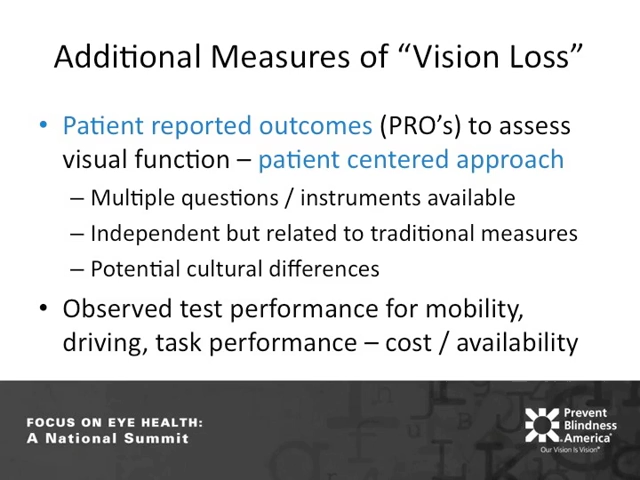 Additional Measures of “Vision Loss”
• Patient reported outcomes (PRO’s) to assess
visual function – patient centered approach
– Multiple questions / instruments available
– Independent but related to traditional measures
– Potential cultural differences
• Observed test performance for mobility,
driving, task performance – cost / availability
FOCUS ON EYE HEALTH:
A National Summit
Prevent
Blindness
America®
Our Vision Is Vision®